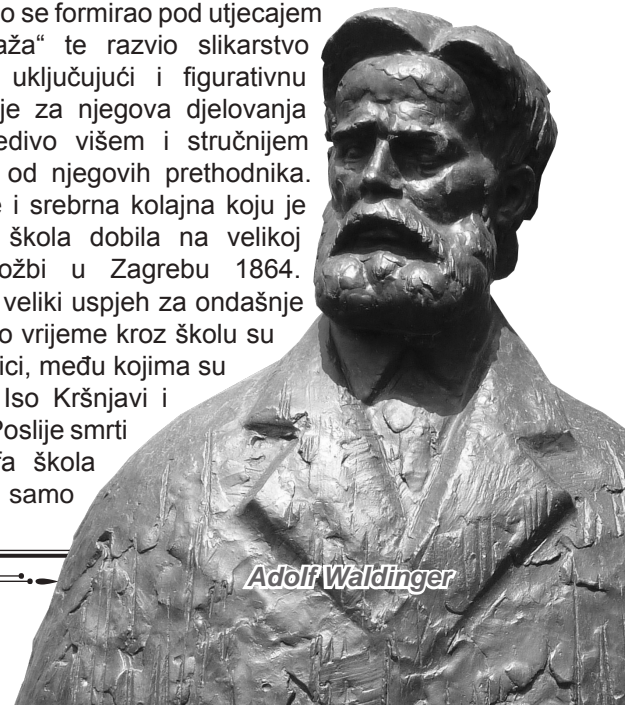 o se formirao pod utjecajem
aža“ te razvio slikarstvo
uključujući i figurativnu
je za njegova djelovanja
edivo višem i stručnijem
od njegovih prethodnika.
e i srebrna kolajna koju je
škola dobila na velikoj
ožbi u Zagrebu 1864.
veliki uspjeh za ondašnje
o vrijeme kroz školu su
ici, među kojima su
Iso Kršnjavi i
Poslije smrti
fa škola
samo
Adolf Waldinger